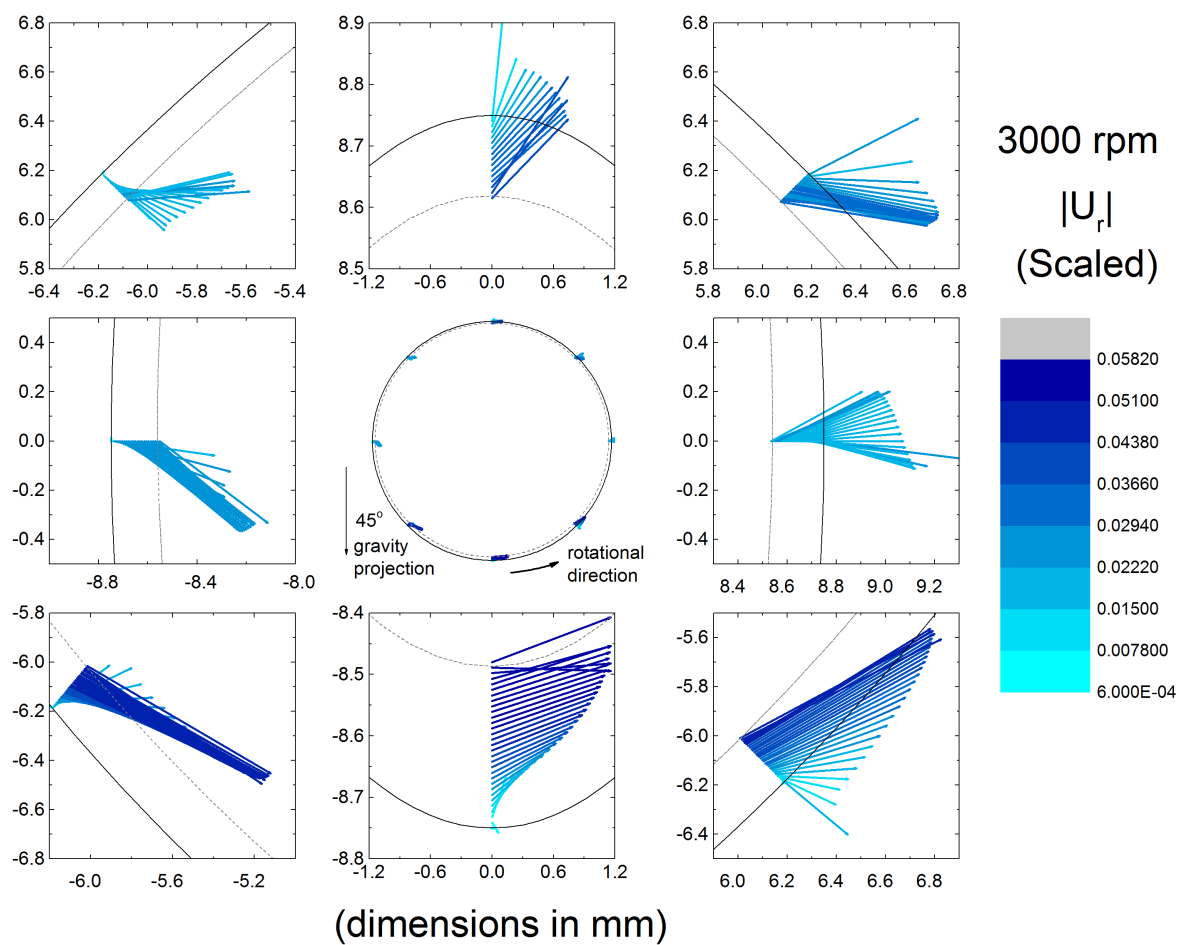 6.8
6.6
6.4
6.2
6.0
5.8
-6.4 -6.2 -6.0 -5.8 -5.6 -5.4
8.9
8.8
8.7
8.6
8.5
-1.2 -0.6 0.0 0.6 1.2
6.8
6.6
6.4
6.2
6.0
5.8
5.8 6.0 6.2 6.4 6.6 6.8
3000 rpm
|Ur|
(Scaled)
0.4
0.2
0.0
-0.2
-0.4
-8.8 -8.4 -8.0
45o
gravity
projection
rotational
direction
0.4
0.2
0.0
-0.2
-0.4
8.4 8.6 8.8 9.0 9.2
0.05820
0.05100
0.04380
0.03660
0.02940
0.02220
0.01500
0.007800
6.000E-04
-5.8
-6.0
-6.2
-6.4
-6.6
-6.8
-6.0 -5.6 -5.2
-8.4
-8.5
-8.6
-8.7
-8.8
-1.2 -0.6 0.0 0.6 1.2
-5.6
-5.8
-6.0
-6.2
-6.4
6.0 6.2 6.4 6.6 6.8
(dimensions in mm)